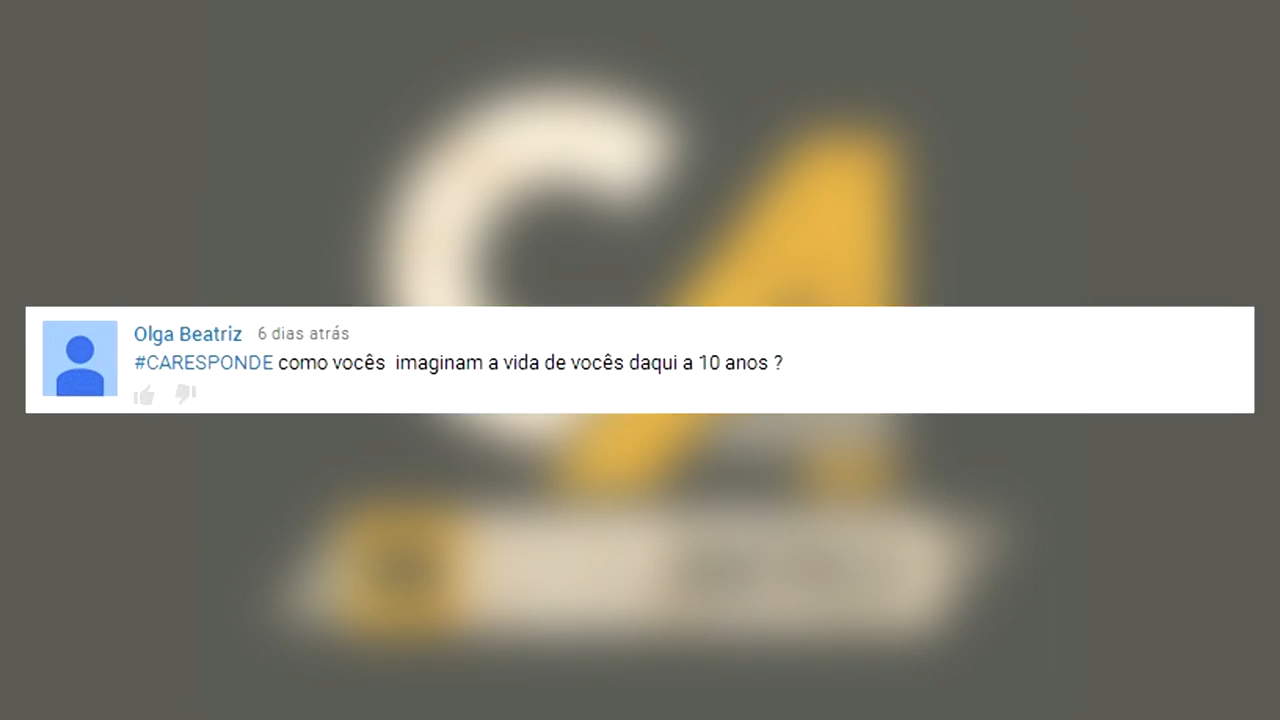 Olga Beatriz 6 dias atrás
#CARESPONDE como vocês  imaginam a vida de vocês daqui a 10 anos ?